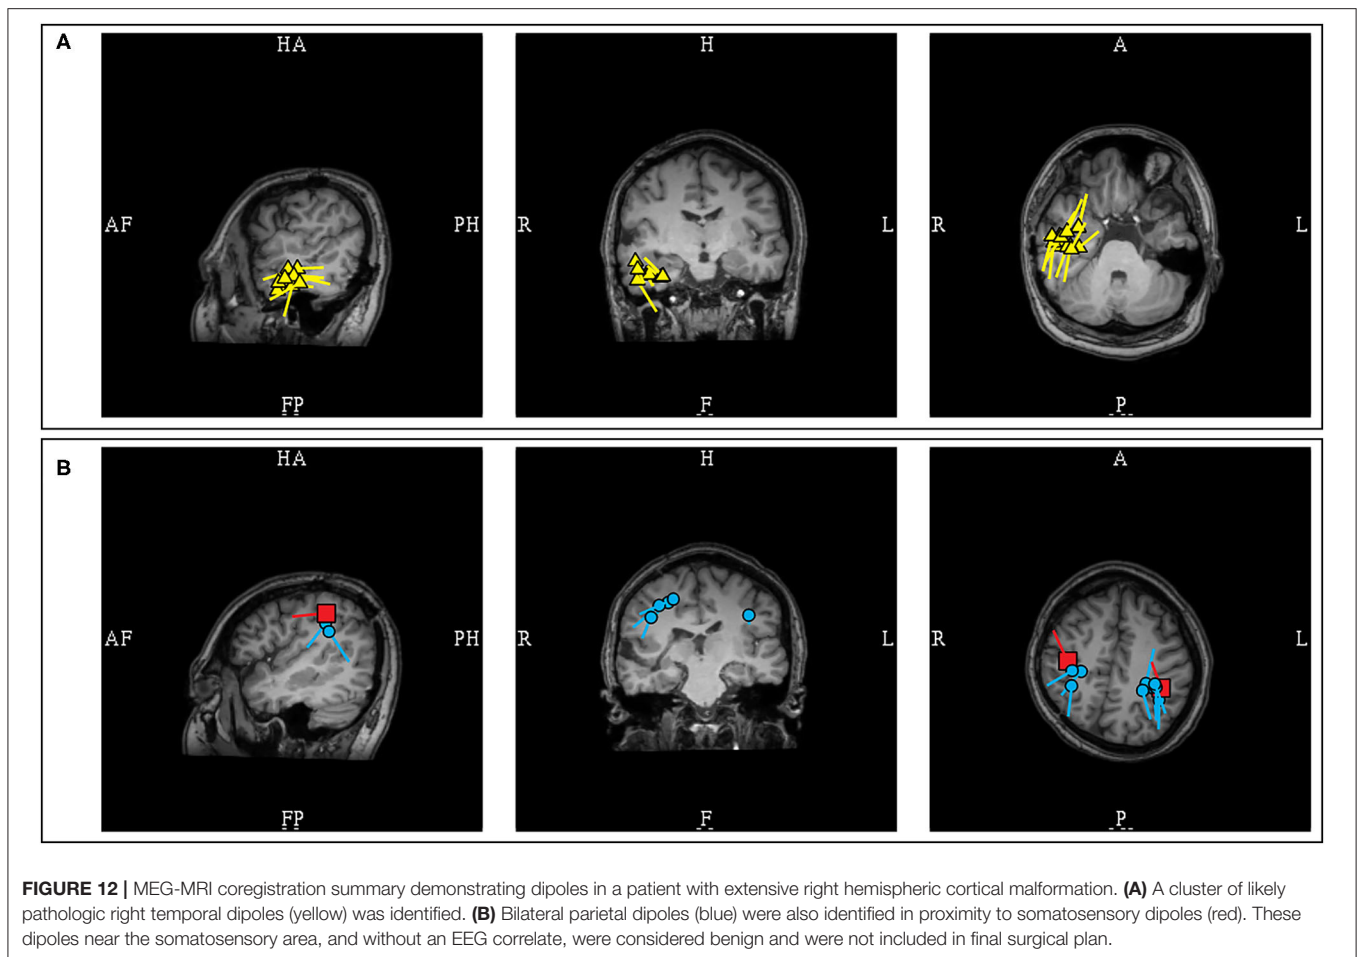 A
HA
H
A
AF
PH
R
L
R
L
FP
F
P
B
HA
H
A
AF
PH
R
L
R
L
FP
F
P
FIGURE 12 | MEG-MRI coregistration summary demonstrating dipoles in a patient with extensive right hemispheric cortical malformation. (A) A cluster of likely
pathologic right temporal dipoles (yellow) was identified. (B) Bilateral parietal dipoles (blue) were also identified in proximity to somatosensory dipoles (red). These
dipoles near the somatosensory area, and without an EEG correlate, were considered benign and were not included in final surgical plan.